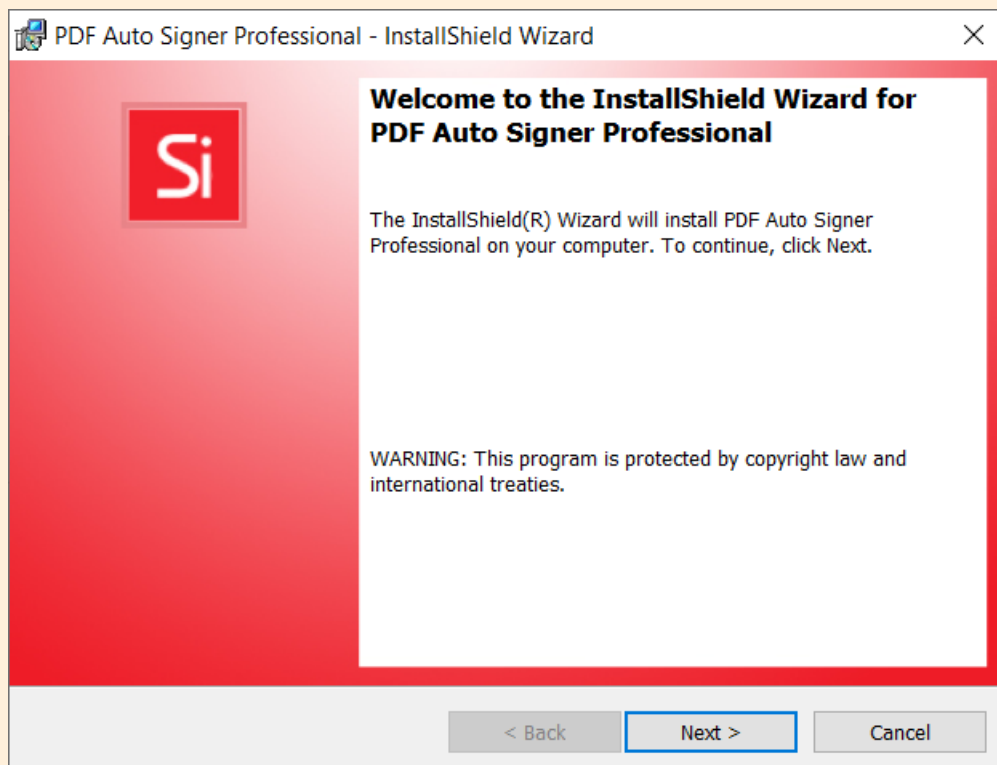 PDF Auto Signer Professional - InstallShield Wizard
Si
Welcome to the InstallShield Wizard for
PDF Auto Signer Professional
The InstallShield(R) Wizard will install PDF Auto Signer
Professional on your computer. To continue, click Next.
WARNING: This program is protected by copyright law and
international treaties.
< Back
Next >
Cancel